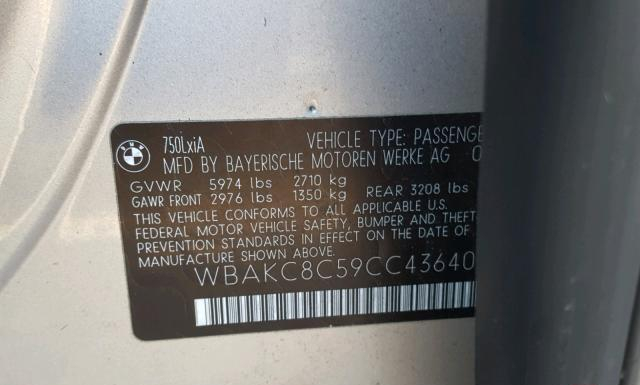 750LxiA
VEHICLE TYPE: PASSENGE
MFD BY BAYERISCHE MOTOREN WERKE AG
GVWR 5974 lbs 2710 kg
GAWR FRONT 2976 lbs 1350 kg REAR 3208 lbs
THIS VEHICLE CONFORMS TO ALL APPLICABLE U.S.
FEDERAL MOTOR VEHICLE SAFETY, BUMPER AND THEFT
PREVENTION STANDARDS IN EFFECT ON THE DATE OF
MANUFACTURE SHOWN ABOVE.
WBAKC8C59CC43640